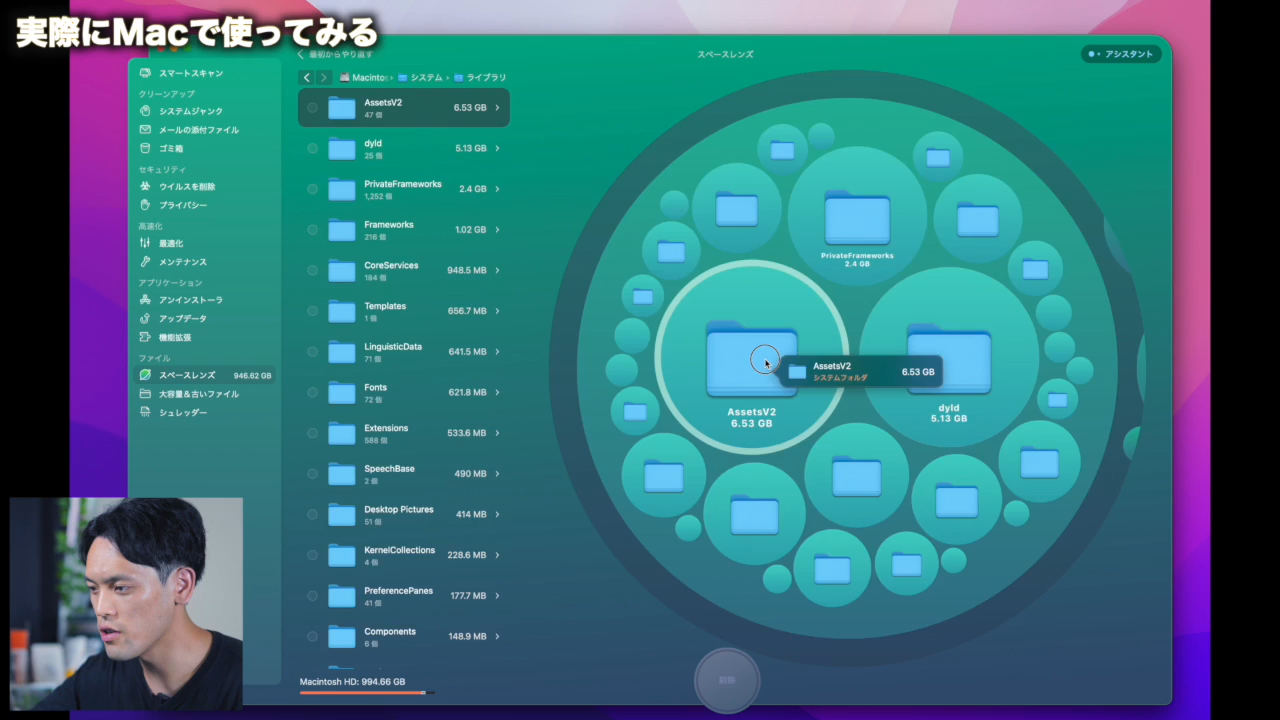 実際にMacで使ってみる
最初からやり直す
スペースレンズ
アシスタント
スマートスキャン
クリーンアップ
システムジャンク
メールの添付ファイル
ゴミ箱
セキュリティ
ウイルスを削除
プライバシー
高速化
最適化
メンテナンス
アプリケーション
アンインストーラ
アップデータ
機能拡張
ファイル
スペースレンズ 946.62 GB
大容量&古いファイル
シュレッダー
Macinto › システム › ライブラリ
AssetsV2 6.53 GB
47 個
dyld 5.13 GB
25 個
PrivateFrameworks 2.4 GB
1,252 個
Frameworks 1.02 GB
216 個
CoreServices 948.5 MB
184 個
Templates 656.7 MB
1 個
LinguisticData 641.5 MB
71 個
Fonts 621.8 MB
72 個
Extensions 533.6 MB
588 個
SpeechBase 490 MB
2 個
Desktop Pictures 414 MB
51 個
KernelCollections 228.6 MB
4 個
PreferencePanes 177.7 MB
41 個
Components 148.9 MB
6 個
Macintosh HD: 994.66 GB
PrivateFrameworks
2.4 GB
AssetsV2
システムフォルダ
6.53 GB
AssetsV2
6.53 GB
dyld
5.13 GB
削除